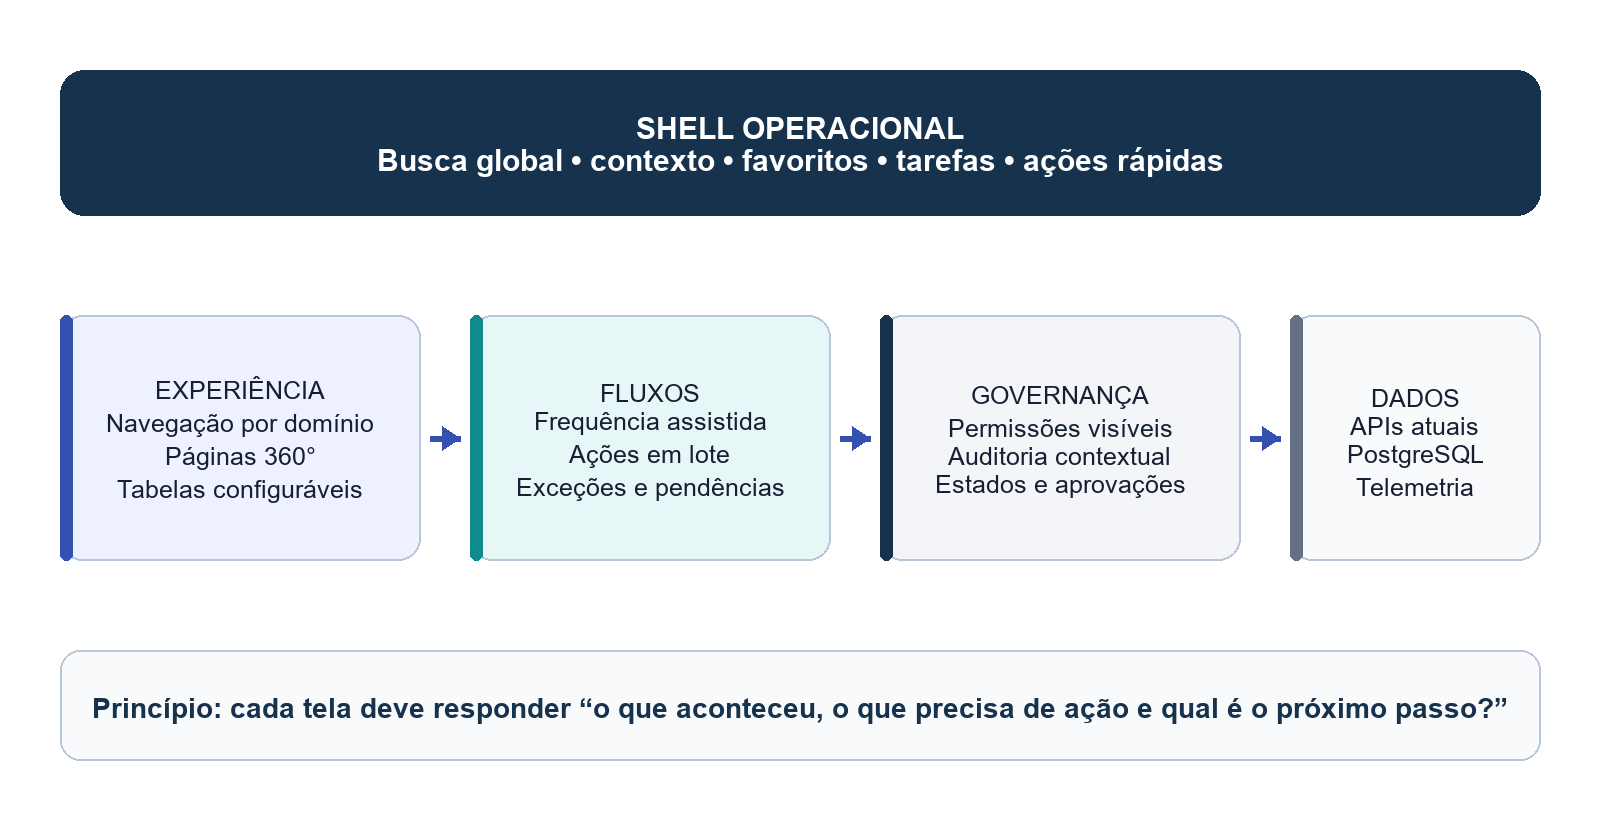 SHELL OPERACIONAL
Busca global • contexto • favoritos • tarefas • ações rápidas
EXPERIÊNCIA
Navegação por domínio
Páginas 360°
Tabelas configuráveis
FLUXOS
Frequência assistida
Ações em lote
Exceções e pendências
GOVERNANÇA
Permissões visíveis
Auditoria contextual
Estados e aprovações
DADOS
APIs atuais
PostgreSQL
Telemetria
Princípio: cada tela deve responder “o que aconteceu, o que precisa de ação e qual é o próximo passo?”